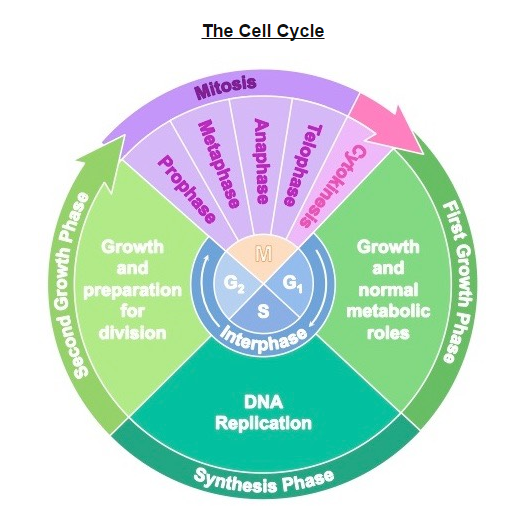 The Cell Cycle
Mitosis
Prophase
Metaphase
Anaphase
Telophase
Cytokinesis
First Growth Phase
Growth
and
normal
metabolic
roles
Second Growth Phase
Growth
and
preparation
for
division
M
G₂
G₁
S
Interphase
DNA
Replication
Synthesis Phase